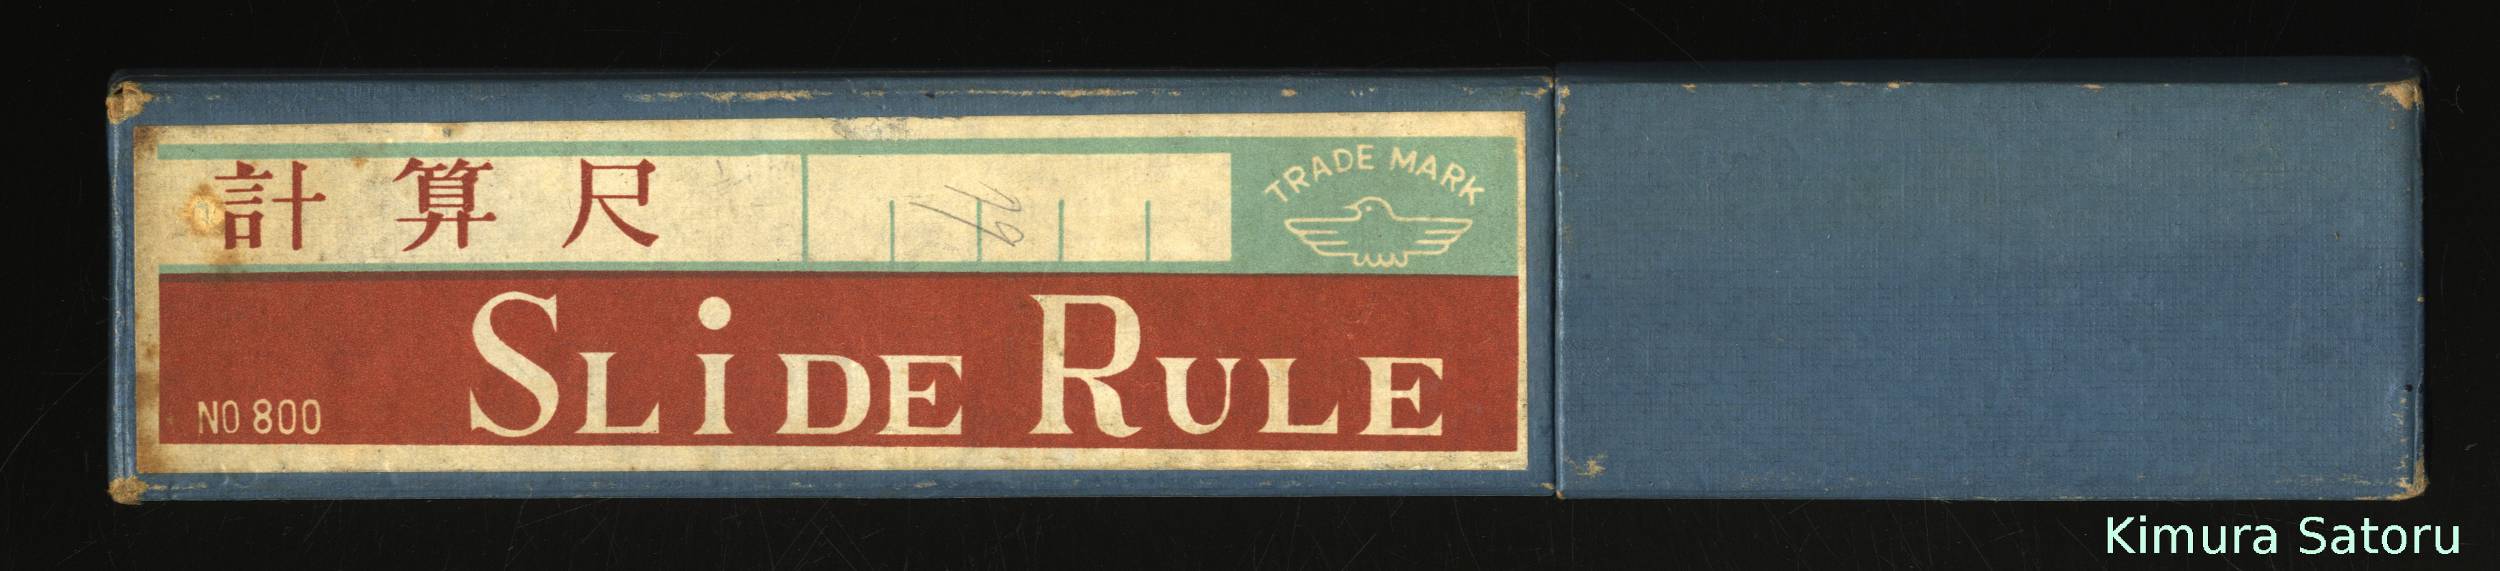 計算尺
TRADE MARK
NO 800
SLiDE RULE
Kimura Satoru